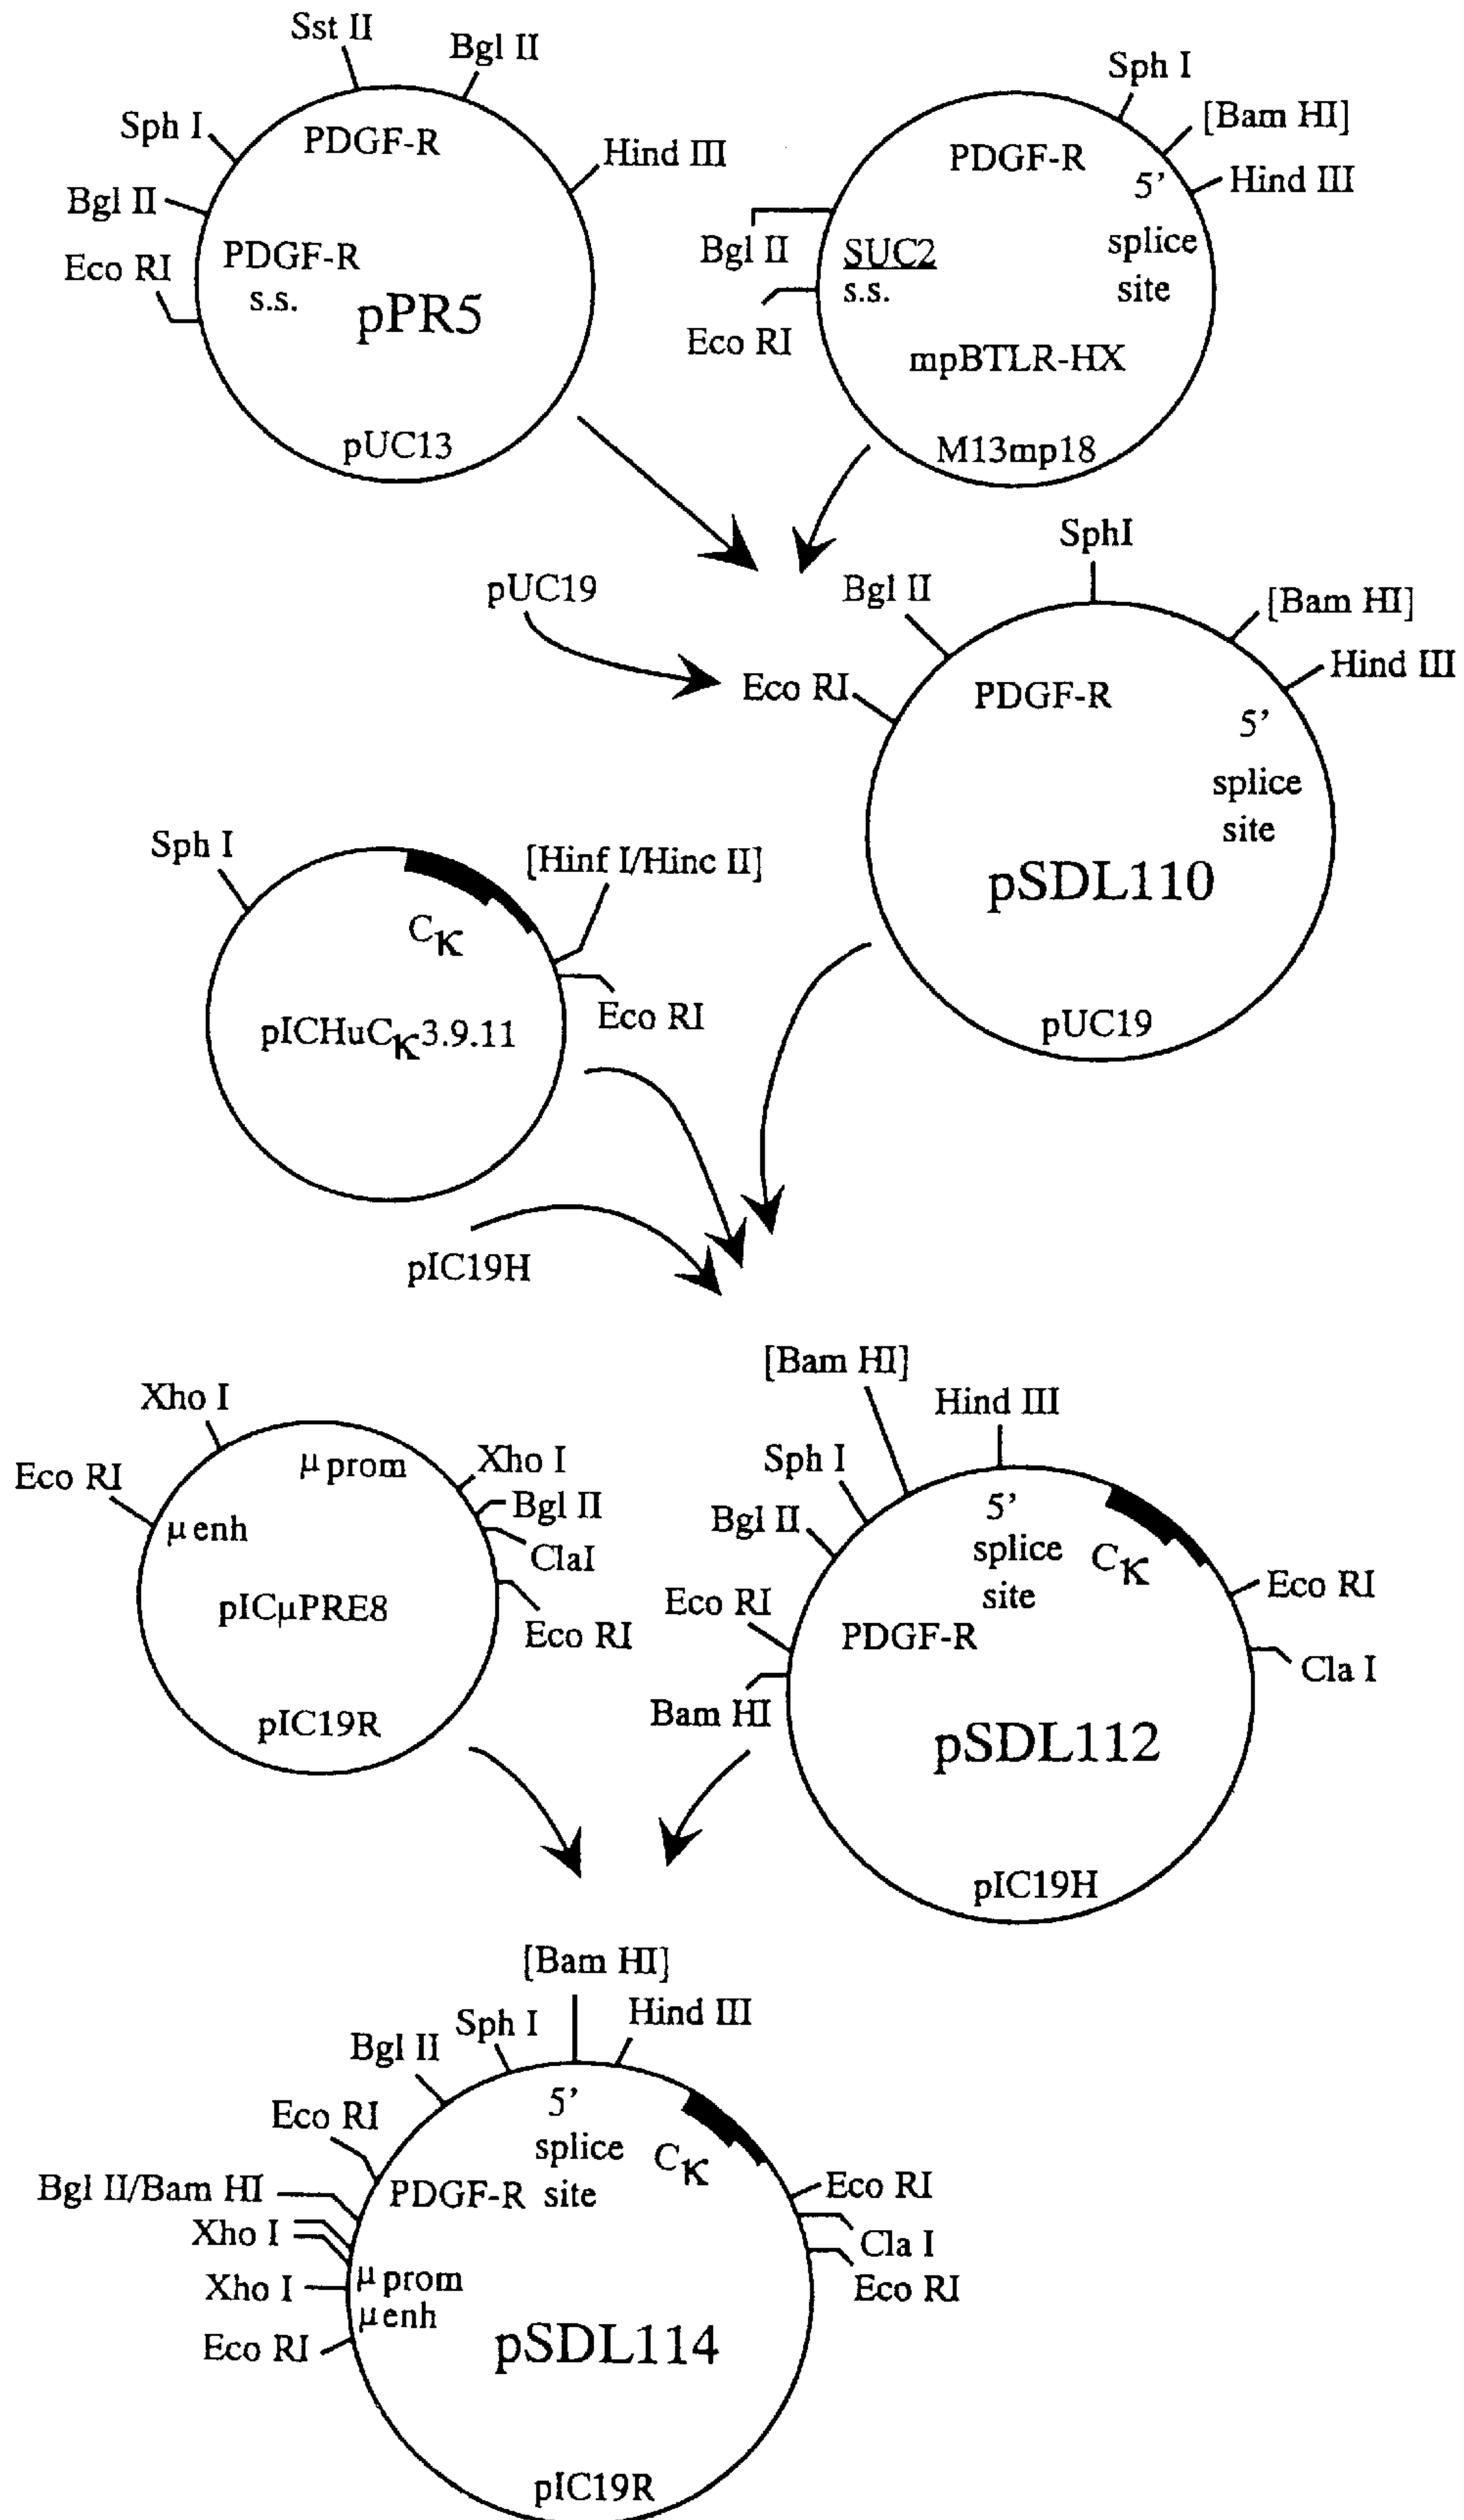 Sst II
Bgl II
Sph I
PDGF-R
Hind III
Bgl II
Eco RI
PDGF-R
s.s.
pPR5
pUC13
Sph I
[Bam HI]
PDGF-R
5’
Hind III
Bgl II
SUC2
s.s.
splice
site
Eco RI
mpBTLR-HX
M13mp18
pUC19
SphI
Bgl II
[Bam HI]
Hind III
Eco RI
PDGF-R
5’
splice
site
pSDL110
pUC19
Sph I
[Hinf I/Hinc II]
Cκ
Eco RI
pICHuCκ3.9.11
pIC19H
Xho I
μ prom
Xho I
Eco RI
Bgl II
μ enh
ClaI
pICμPRE8
Eco RI
pIC19R
[Bam HI]
Hind III
Sph I
5’
Bgl II
splice
site
Cκ
Eco RI
Eco RI
PDGF-R
Cla I
Bam HI
pSDL112
pIC19H
[Bam HI]
Hind III
Sph I
Bgl II
5’
Eco RI
splice
site
Cκ
Bgl II/Bam HI
PDGF-R
Eco RI
Xho I
Cla I
Xho I
μ prom
Eco RI
μ enh
Eco RI
pSDL114
pIC19R